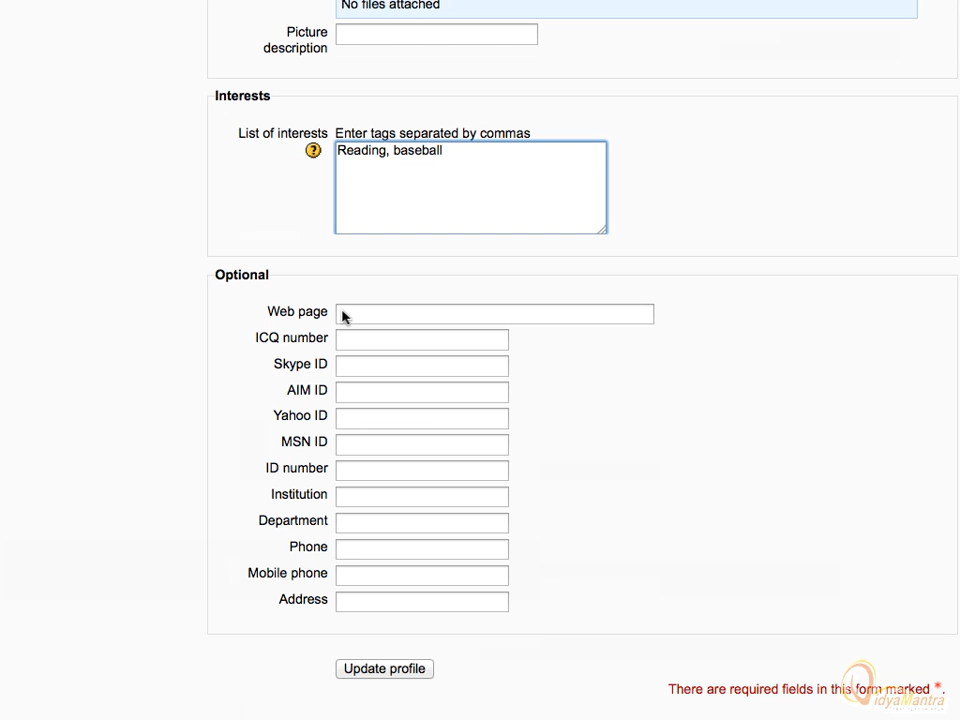 No files attached
Picture
description
Interests
List of interests
Enter tags separated by commas
?
Reading, baseball
Optional
Web page
ICQ number
Skype ID
AIM ID
Yahoo ID
MSN ID
ID number
Institution
Department
Phone
Mobile phone
Address
Update profile
There are required fields in this form marked *.
VidyaMantra